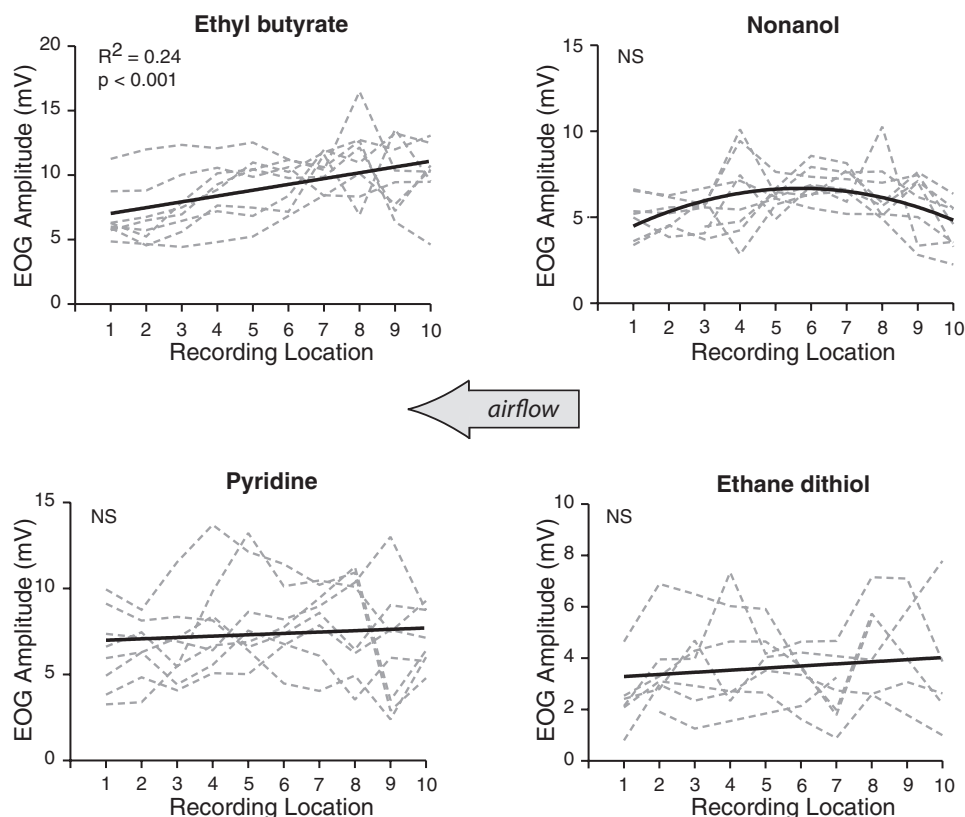 Ethyl butyrate
R2 = 0.24
p < 0.001
EOG Amplitude (mV)
20
15
10
5
0
1 2 3 4 5 6 7 8 9 10
Recording Location
Nonanol
NS
EOG Amplitude (mV)
15
10
5
0
1 2 3 4 5 6 7 8 9 10
Recording Location
airflow
Pyridine
NS
EOG Amplitude (mV)
15
10
5
0
1 2 3 4 5 6 7 8 9 10
Recording Location
Ethane dithiol
NS
EOG Amplitude (mV)
10
8
6
4
2
0
1 2 3 4 5 6 7 8 9 10
Recording Location